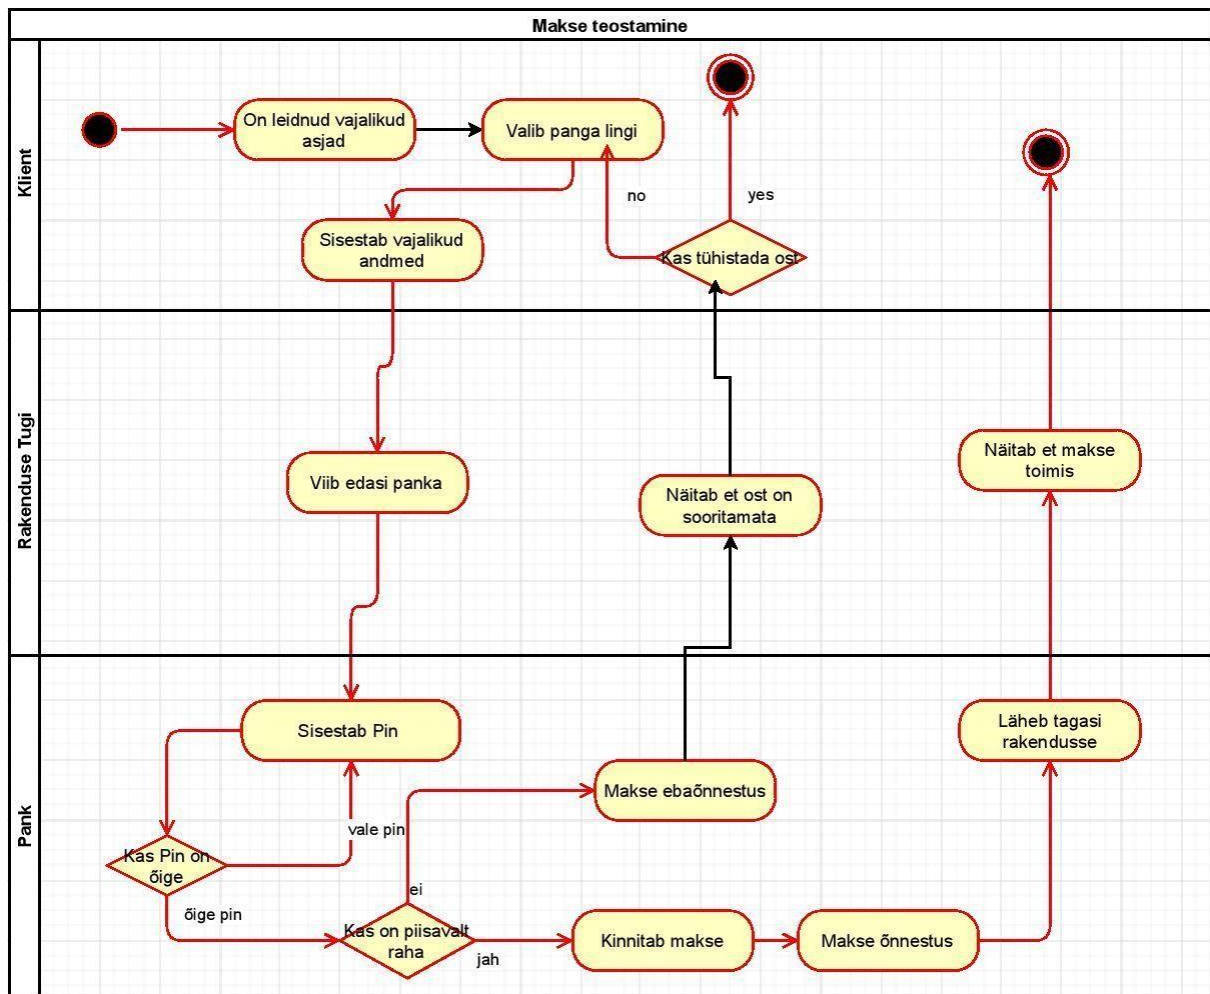 Makse teostamine
Klient
On leidnud vajalikud
asjad
Valib panga lingi
no
yes
Sisestab vajalikud
andmed
Kas tühistada ost
Rakenduse Tugi
Viib edasi panka
Näitab et ost on
sooritamata
Näitab et makse
toimis
Pank
Sisestab Pin
Läheb tagasi
rakendusse
Makse ebaõnnestus
vale pin
Kas Pin on
õige
ei
õige pin
Kas on piisavalt
raha
jah
Kinnitab makse
Makse õnnestus